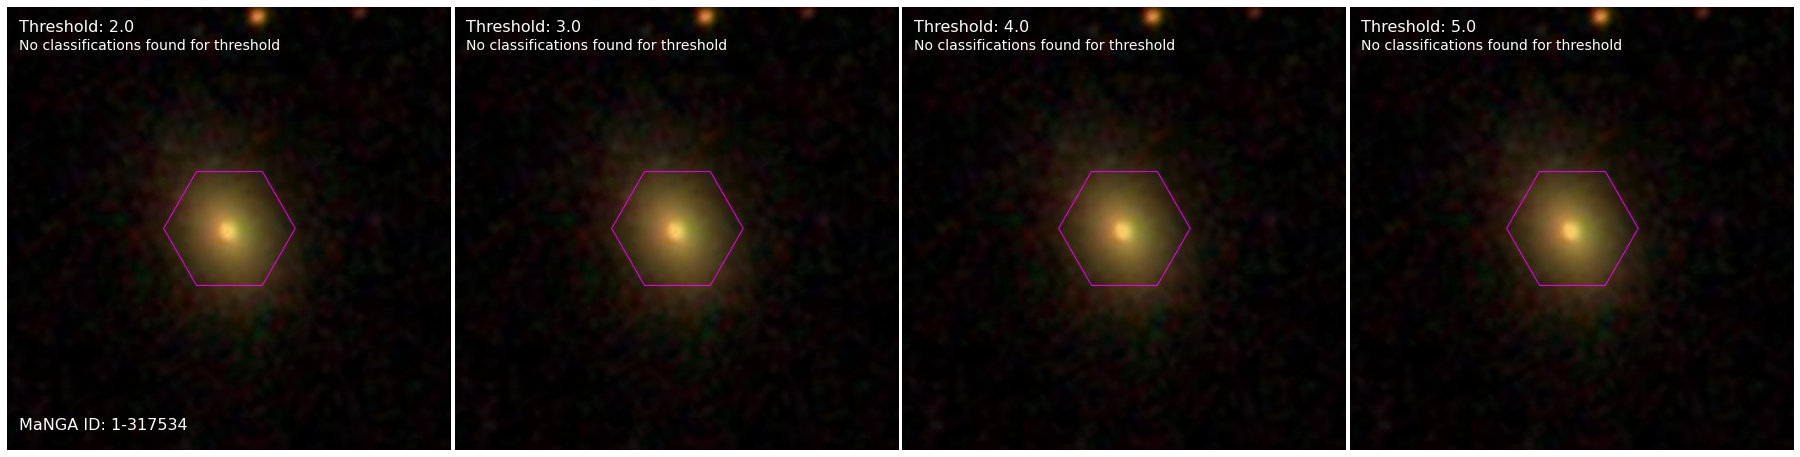 Threshold: 2.0
No classifications found for threshold
MaNGA ID: 1-317534
Threshold: 3.0
No classifications found for threshold
Threshold: 4.0
No classifications found for threshold
Threshold: 5.0
No classifications found for threshold